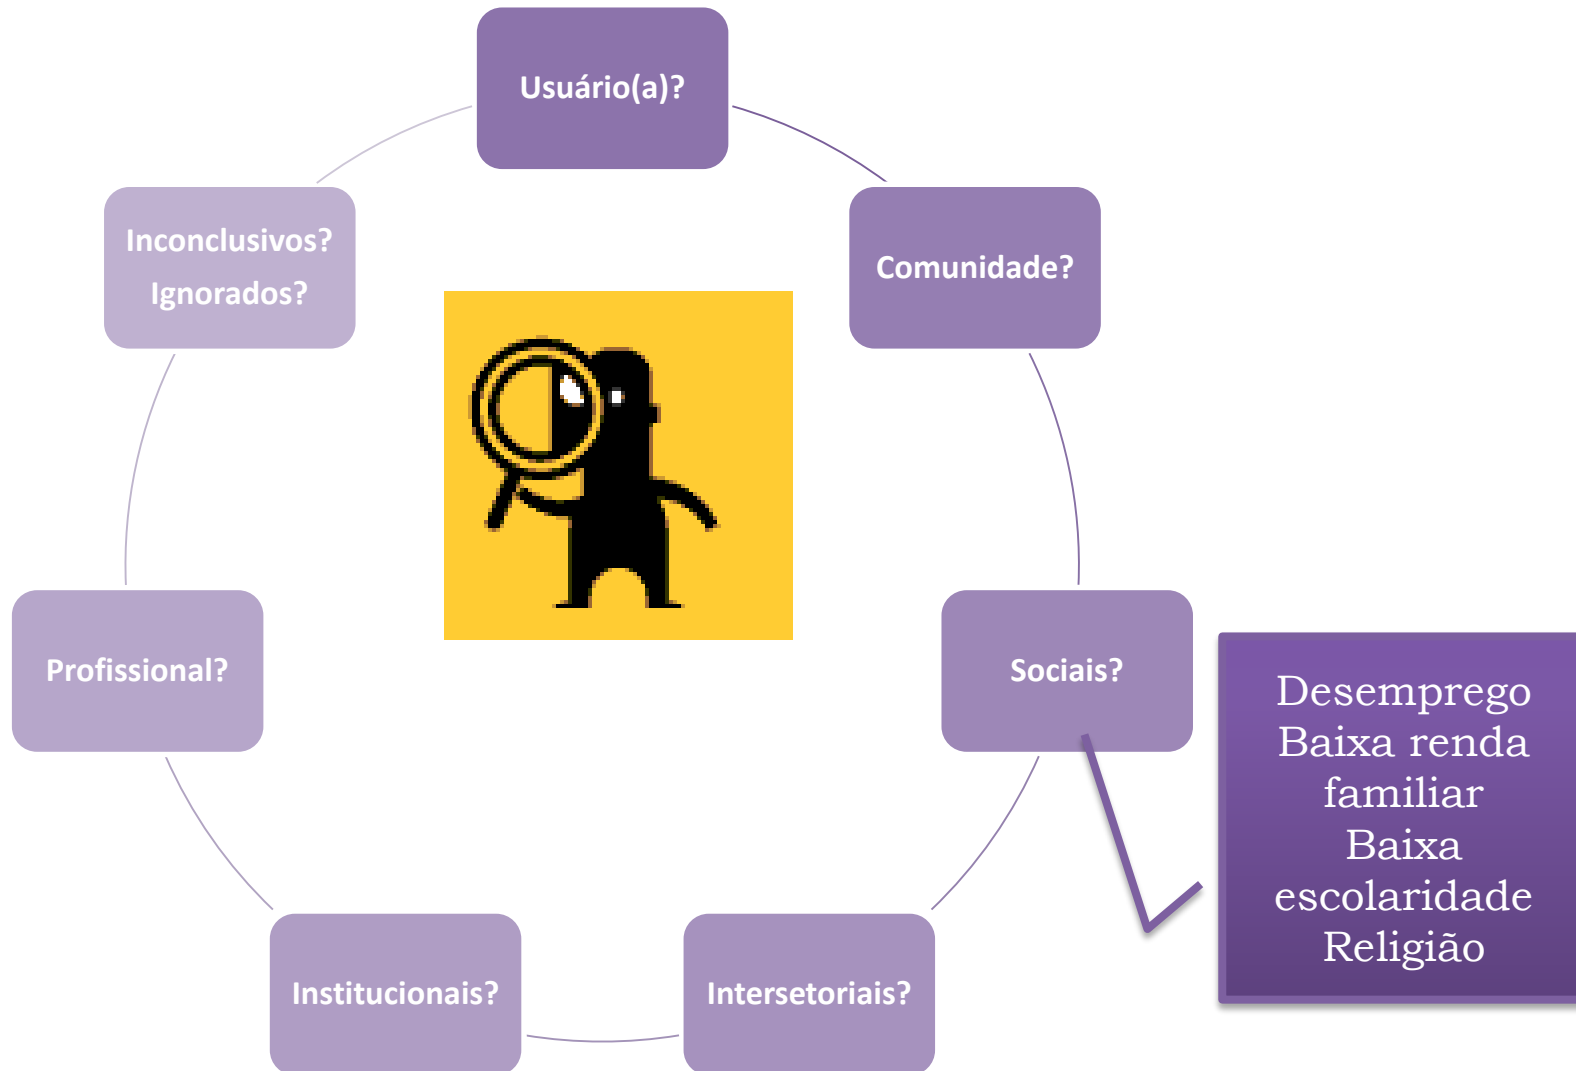 Usuário(a)?
Comunidade?
Sociais?
Desemprego
Baixa renda
familiar
Baixa
escolaridade
Religião
Intersetoriais?
Institucionais?
Profissional?
Inconclusivos?
Ignorados?